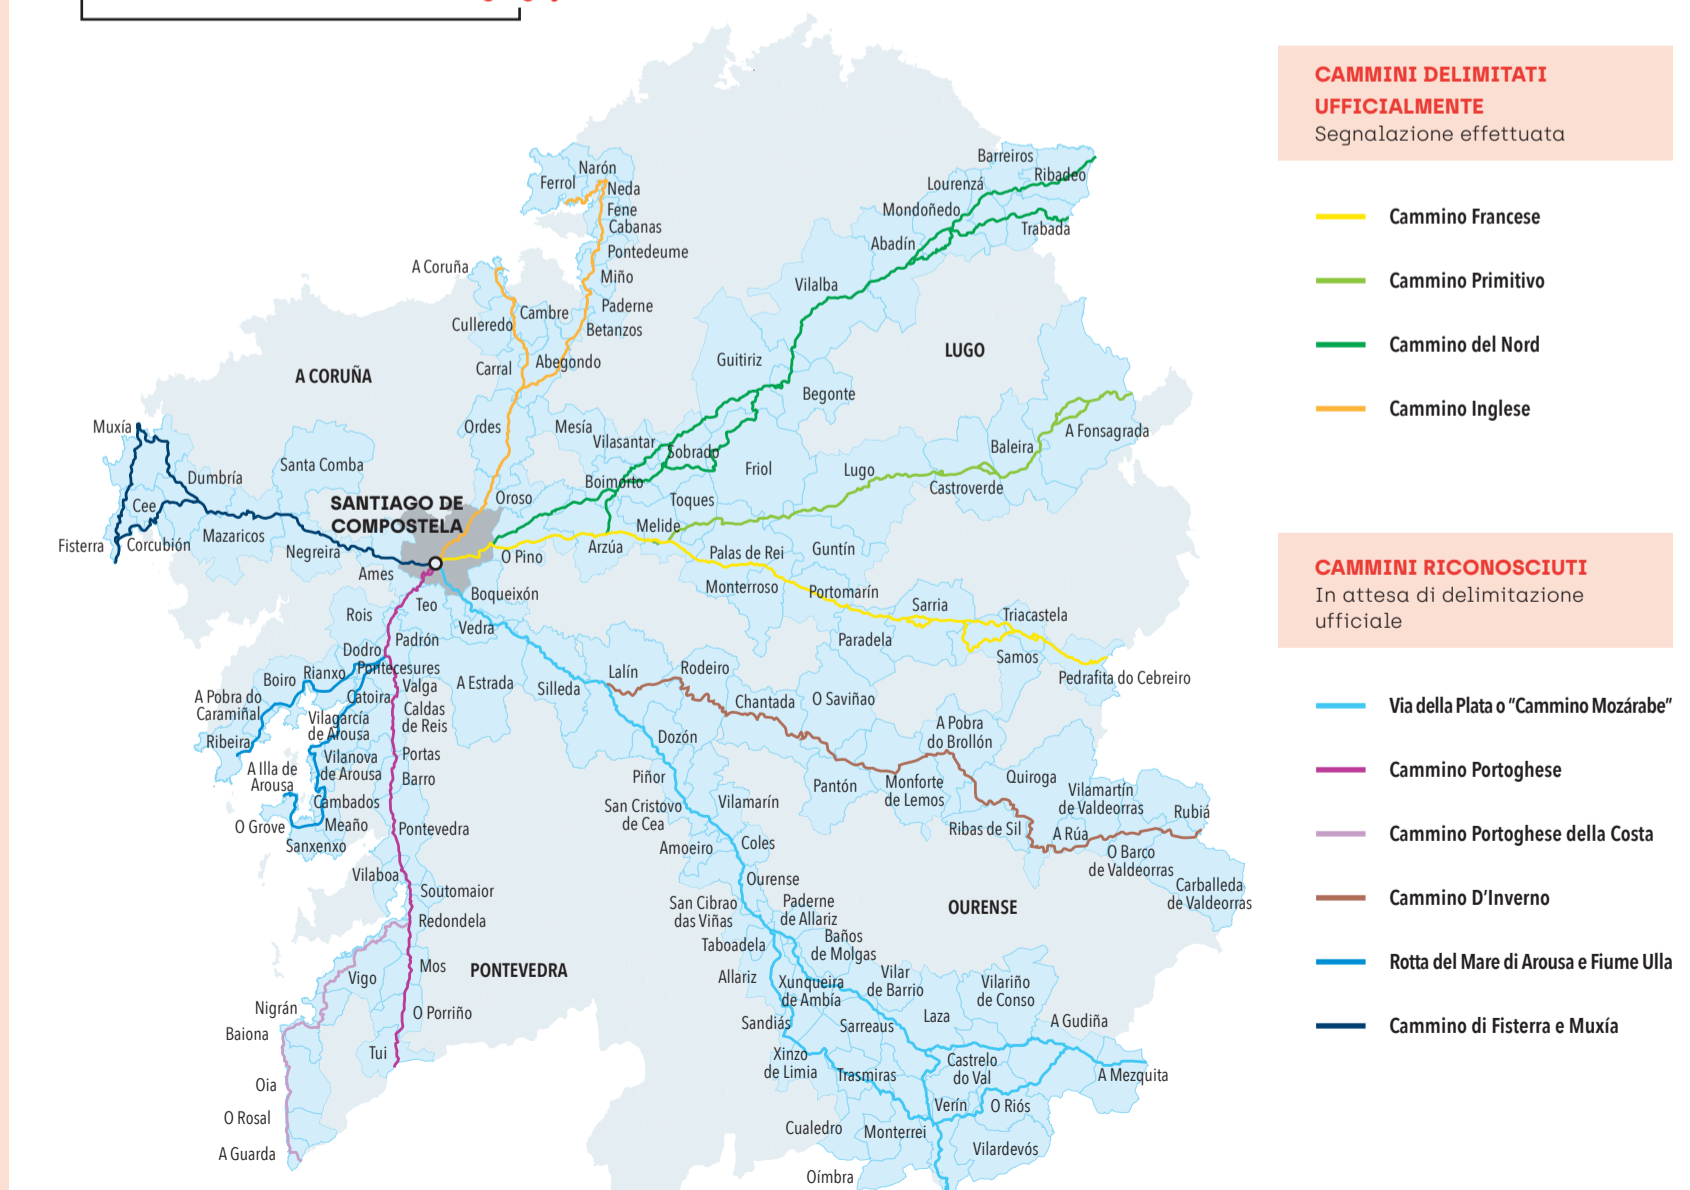 CAMMINI DELIMITATI
UFFICIALMENTE
Segnalazione effettuata
Cammino Francese
Cammino Primitivo
Cammino del Nord
Cammino Inglese
CAMMINI RICONOSCIUTI
In attesa di delimitazione
ufficiale
Via della Plata o "Cammino Mozárabe"
Cammino Portoghese
Cammino Portoghese della Costa
Cammino D'Inverno
Rotta del Mare di Arousa e Fiume Ulla
Cammino di Fisterra e Muxía
Narón
Ferrol
Neda
Fene
Cabanas
Pontedeume
Miño
Paderne
Betanzos
A Coruña
Cambre
Culleredo
Abegondo
Carral
Ordes
Mesía
Oroso
Barreiros
Ribadeo
Lourenzá
Mondoñedo
Trabada
Abadín
Vilalba
Guitiriz
Begonte
Vilasantar
Sobrado
Friol
Boimorto
Toques
LUGO
A CORUÑA
A Fonsagrada
Baleira
Lugo
Castroverde
Melide
Muxía
Dumbría
Santa Comba
Cee
SANTIAGO DE
COMPOSTELA
Mazaricos
Fisterra
Corcubión
Negreira
Ames
O Pino
Arzúa
Palas de Rei
Guntín
Monterroso
Portomarín
Sarria
Triacastela
Paradela
Samos
Pedrafita do Cebreiro
Boqueixón
Teo
Vedra
Rois
Padrón
Dodro
Pontecesures
Rianxo
Boiro
Valga
Catoira
A Pobra do
Caramiñal
Caldas
de Reis
Vilagarcía
de Arousa
Ribeira
Portas
Vilanova
de Arousa
A Illa de
Arousa
Barro
Cambados
O Grove
Meaño
Pontevedra
Sanxenxo
Vilaboa
Soutomaior
Redondela
Mos
Vigo
PONTEVEDRA
Nigrán
O Porriño
Baiona
Tui
Oia
O Rosal
A Guarda
A Estrada
Silleda
Lalín
Rodeiro
Chantada
O Saviñao
Dozón
A Pobra
do Brollón
Piñor
Pantón
Monforte
de Lemos
Quiroga
Vilamartín
de Valdeorras
Rubiá
San Cristovo
de Cea
Vilamarín
Ribas de Sil
A Rúa
Amoeiro
Coles
O Barco
de Valdeorras
Ourense
Carballeda
de Valdeorras
San Cibrao
das Viñas
Paderne
de Allariz
OURENSE
Taboadela
Baños
de Molgas
Allariz
Xunqueira
de Ambía
Vilar
de Barrio
Vilariño
de Conso
Sandiás
Sarreaus
Laza
A Gudiña
Xinzo
de Limia
Trasmiras
Castrelo
do Val
A Mezquita
Verín
O Riós
Cualedro
Monterrei
Vilardevós
Oímbra